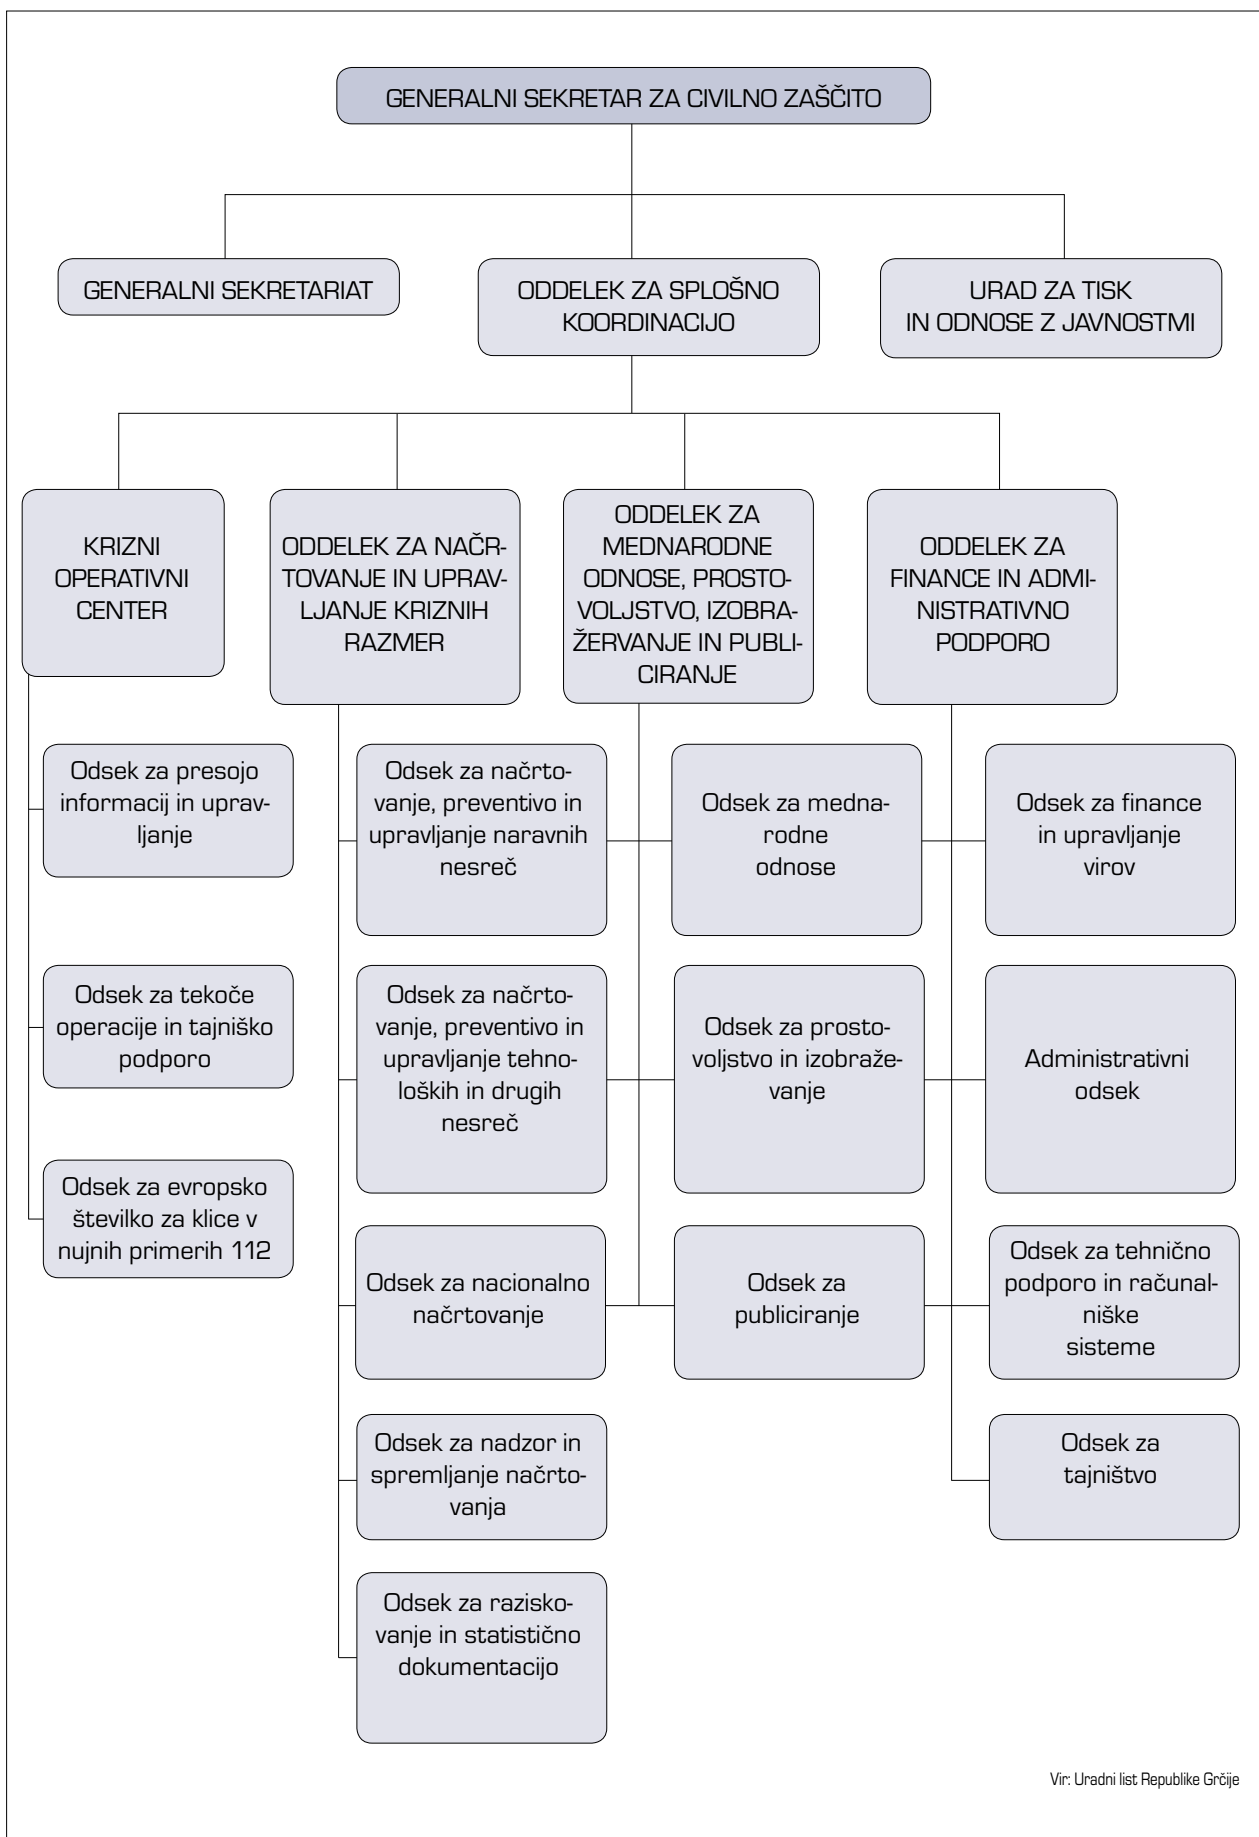 GENERALNI SEKRETAR ZA CIVILNO ZAŠČITO
GENERALNI SEKRETARIAT
ODDELEK ZA SPLOŠNO
KOORDINACIJO
URAD ZA TISK
IN ODNOSE Z JAVNOSTMI
KRIZNI
OPERATIVNI
CENTER
ODDELEK ZA NAČR-
TOVANJE IN UPRAV-
LJANJE KRIZNIH
RAZMER
ODDELEK ZA
MEDNARODNE
ODNOSE, PROSTO-
VOLJSTVO, IZOBRA-
ŽERVANJE IN PUBLI-
CIRANJE
ODDELEK ZA
FINANCE IN ADMI-
NISTRATIVNO
PODPORO
Odsek za presojo
informacij in uprav-
ljanje
Odsek za tekoče
operacije in tajniško
podporo
Odsek za evropsko
številko za klice v
nujnih primerih 112
Odsek za načrto-
vanje, preventivo in
upravljanje naravnih
nesreč
Odsek za načrto-
vanje, preventivo in
upravljanje tehno-
loških in drugih
nesreč
Odsek za nacionalno
načrtovanje
Odsek za nadzor in
spremljanje načrto-
vanja
Odsek za razisko-
vanje in statistično
dokumentacijo
Odsek za medna-
rodne
odnose
Odsek za prosto-
voljstvo in izobraže-
vanje
Odsek za
publiciranje
Odsek za finance
in upravljanje
virov
Administrativni
odsek
Odsek za tehnično
podporo in računal-
niške
sisteme
Odsek za
tajništvo
Vir: Uradni list Republike Grčije